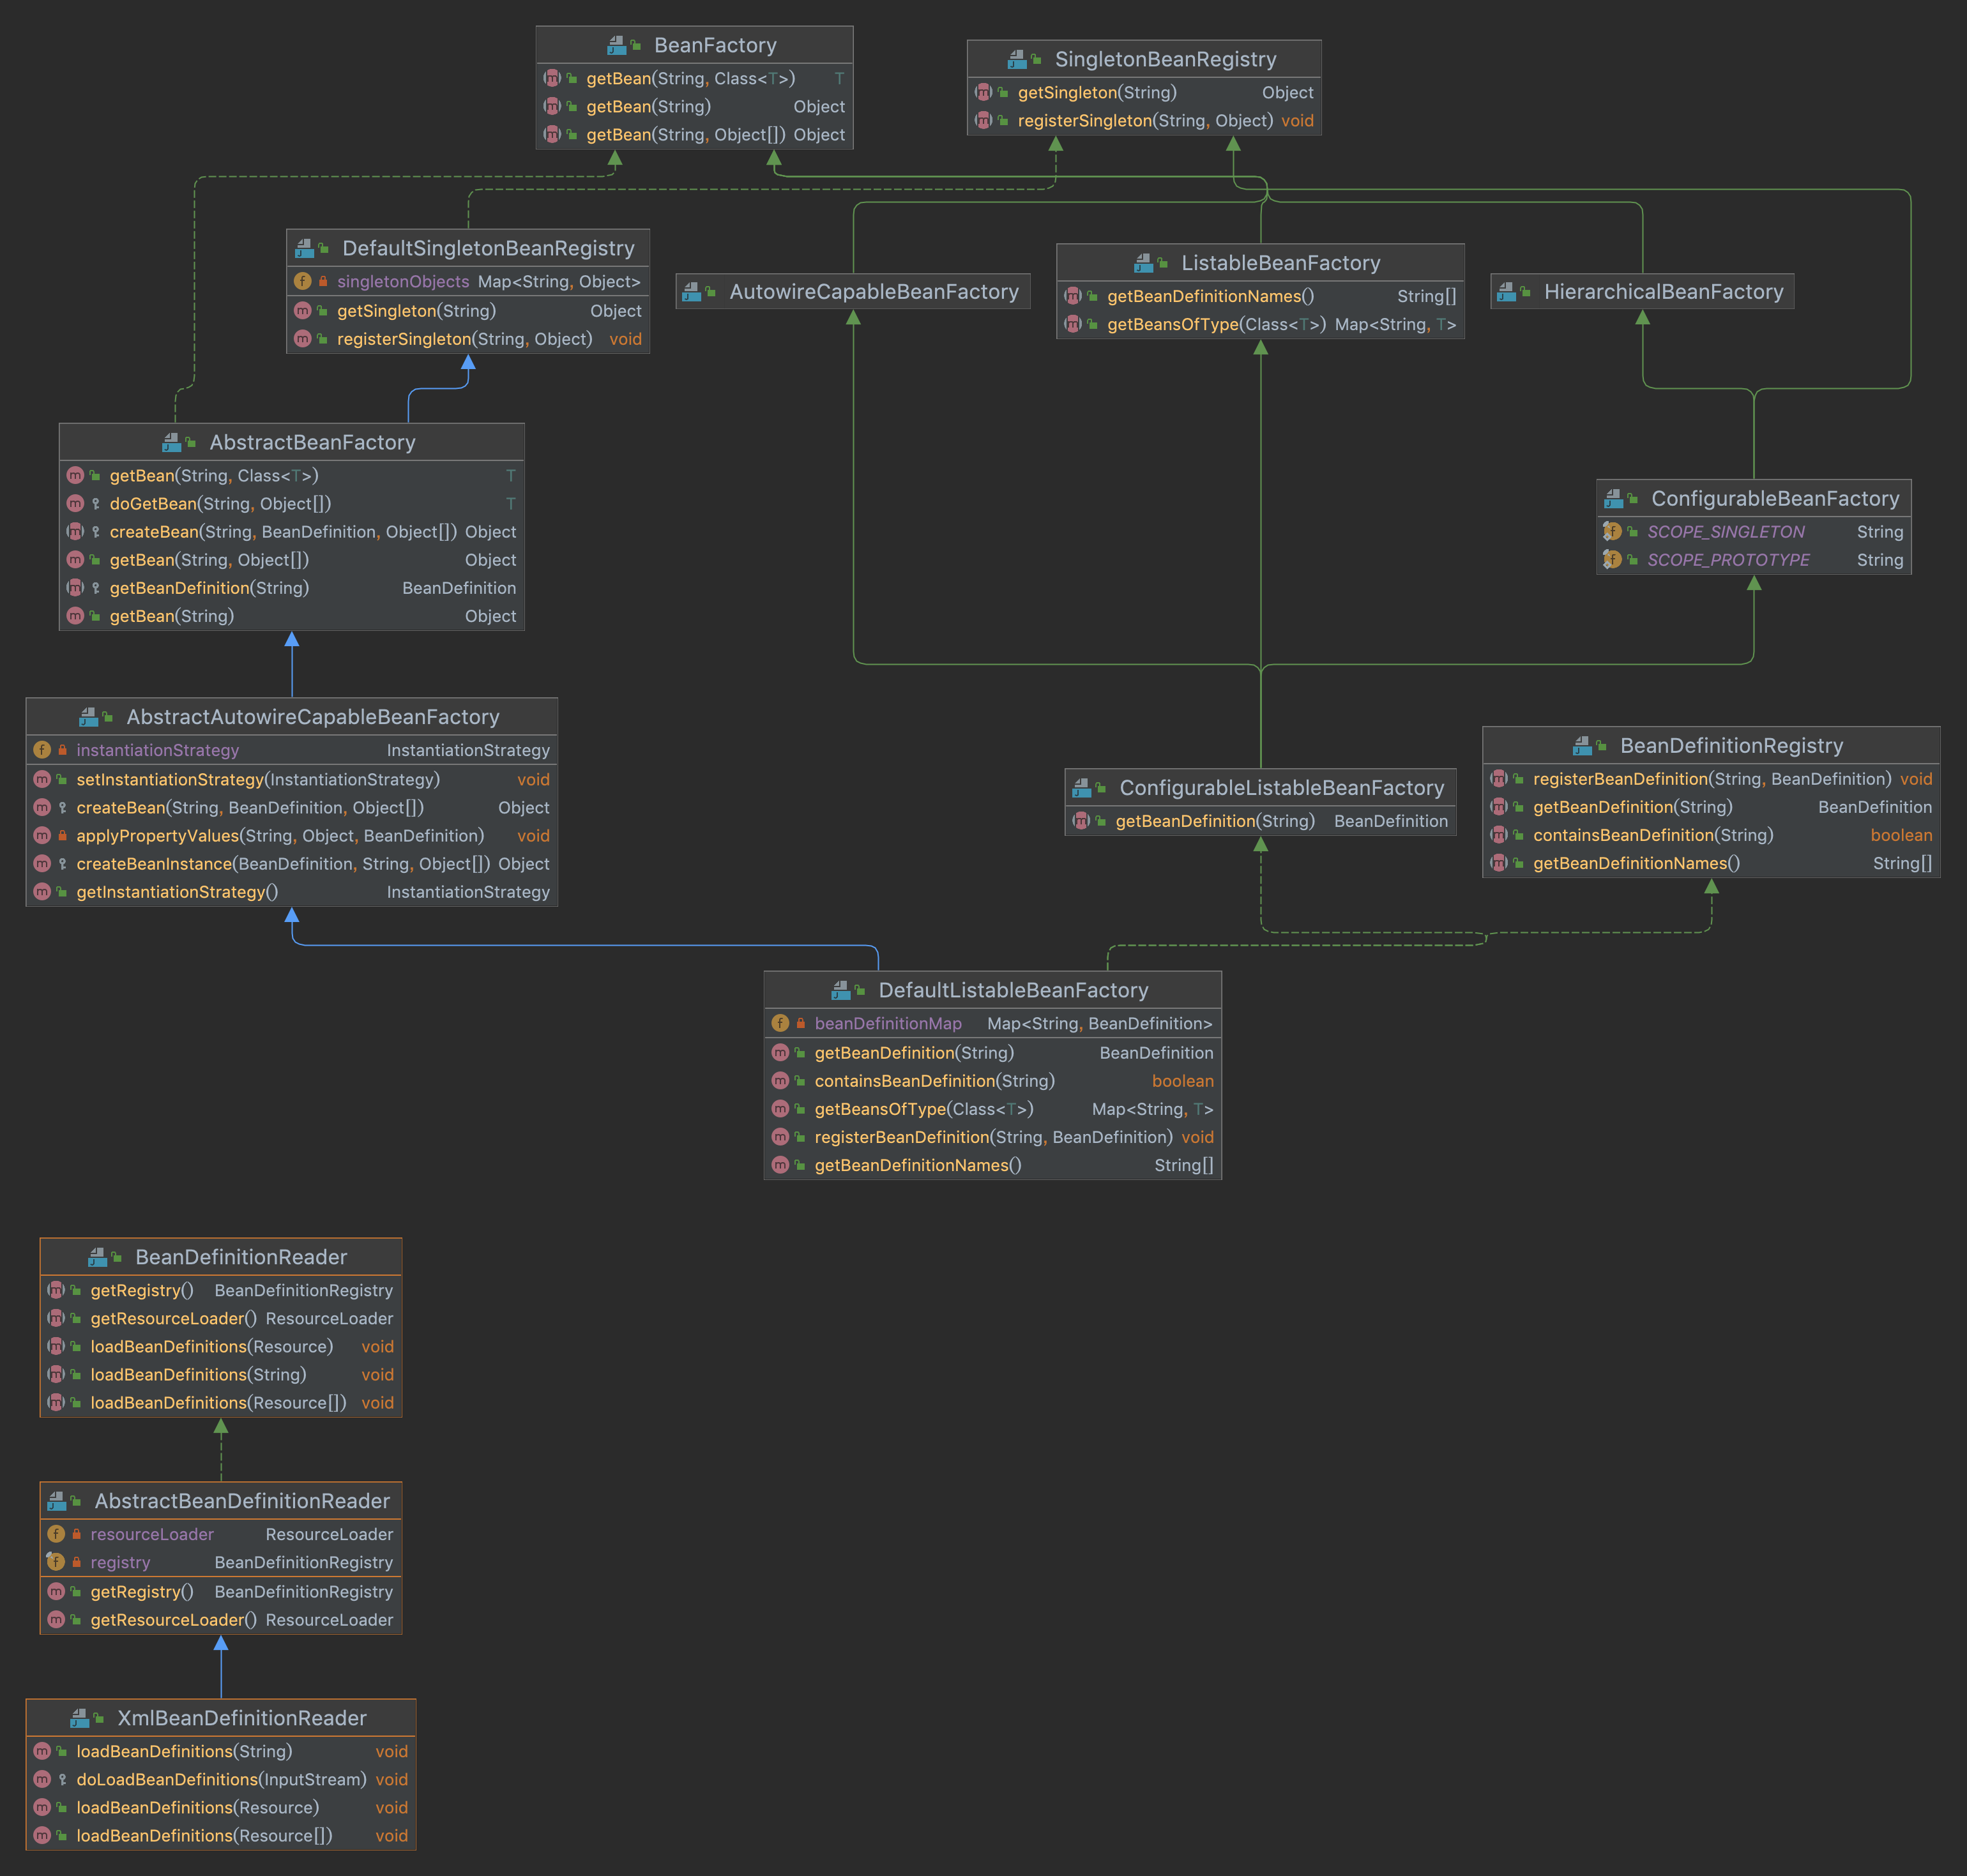 BeanFactory
getBean(String, Class<T>) T
getBean(String) Object
getBean(String, Object[]) Object
SingletonBeanRegistry
getSingleton(String) Object
registerSingleton(String, Object) void
DefaultSingletonBeanRegistry
singletonObjects Map<String, Object>
getSingleton(String) Object
registerSingleton(String, Object) void
AutowireCapableBeanFactory
ListableBeanFactory
getBeanDefinitionNames() String[]
getBeansOfType(Class<T>) Map<String, T>
HierarchicalBeanFactory
AbstractBeanFactory
getBean(String, Class<T>) T
doGetBean(String, Object[]) T
createBean(String, BeanDefinition, Object[]) Object
getBean(String, Object[]) Object
getBeanDefinition(String) BeanDefinition
getBean(String) Object
ConfigurableBeanFactory
SCOPE_SINGLETON String
SCOPE_PROTOTYPE String
AbstractAutowireCapableBeanFactory
instantiationStrategy InstantiationStrategy
setInstantiationStrategy(InstantiationStrategy) void
createBean(String, BeanDefinition, Object[]) Object
applyPropertyValues(String, Object, BeanDefinition) void
createBeanInstance(BeanDefinition, String, Object[]) Object
getInstantiationStrategy() InstantiationStrategy
ConfigurableListableBeanFactory
getBeanDefinition(String) BeanDefinition
BeanDefinitionRegistry
registerBeanDefinition(String, BeanDefinition) void
getBeanDefinition(String) BeanDefinition
containsBeanDefinition(String) boolean
getBeanDefinitionNames() String[]
DefaultListableBeanFactory
beanDefinitionMap Map<String, BeanDefinition>
getBeanDefinition(String) BeanDefinition
containsBeanDefinition(String) boolean
getBeansOfType(Class<T>) Map<String, T>
registerBeanDefinition(String, BeanDefinition) void
getBeanDefinitionNames() String[]
BeanDefinitionReader
getRegistry() BeanDefinitionRegistry
getResourceLoader() ResourceLoader
loadBeanDefinitions(Resource) void
loadBeanDefinitions(String) void
loadBeanDefinitions(Resource[]) void
AbstractBeanDefinitionReader
resourceLoader ResourceLoader
registry BeanDefinitionRegistry
getRegistry() BeanDefinitionRegistry
getResourceLoader() ResourceLoader
XmlBeanDefinitionReader
loadBeanDefinitions(String) void
doLoadBeanDefinitions(InputStream) void
loadBeanDefinitions(Resource) void
loadBeanDefinitions(Resource[]) void